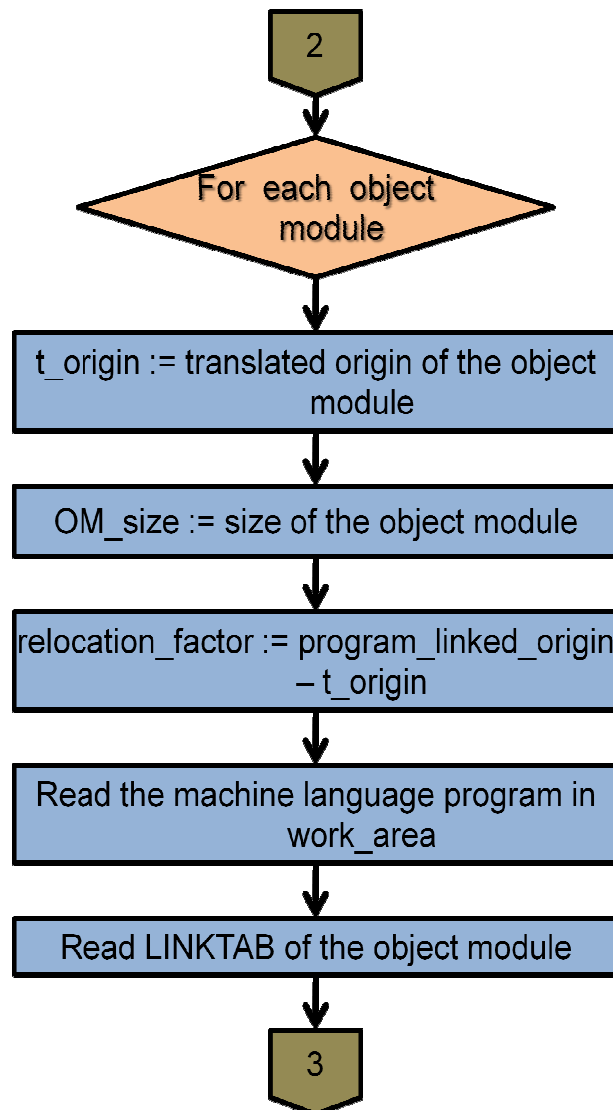 2
For each object
module
t_origin := translated origin of the object
module
OM_size := size of the object module
relocation_factor := program_linked_origin
– t_origin
Read the machine language program in
work_area
Read LINKTAB of the object module
3